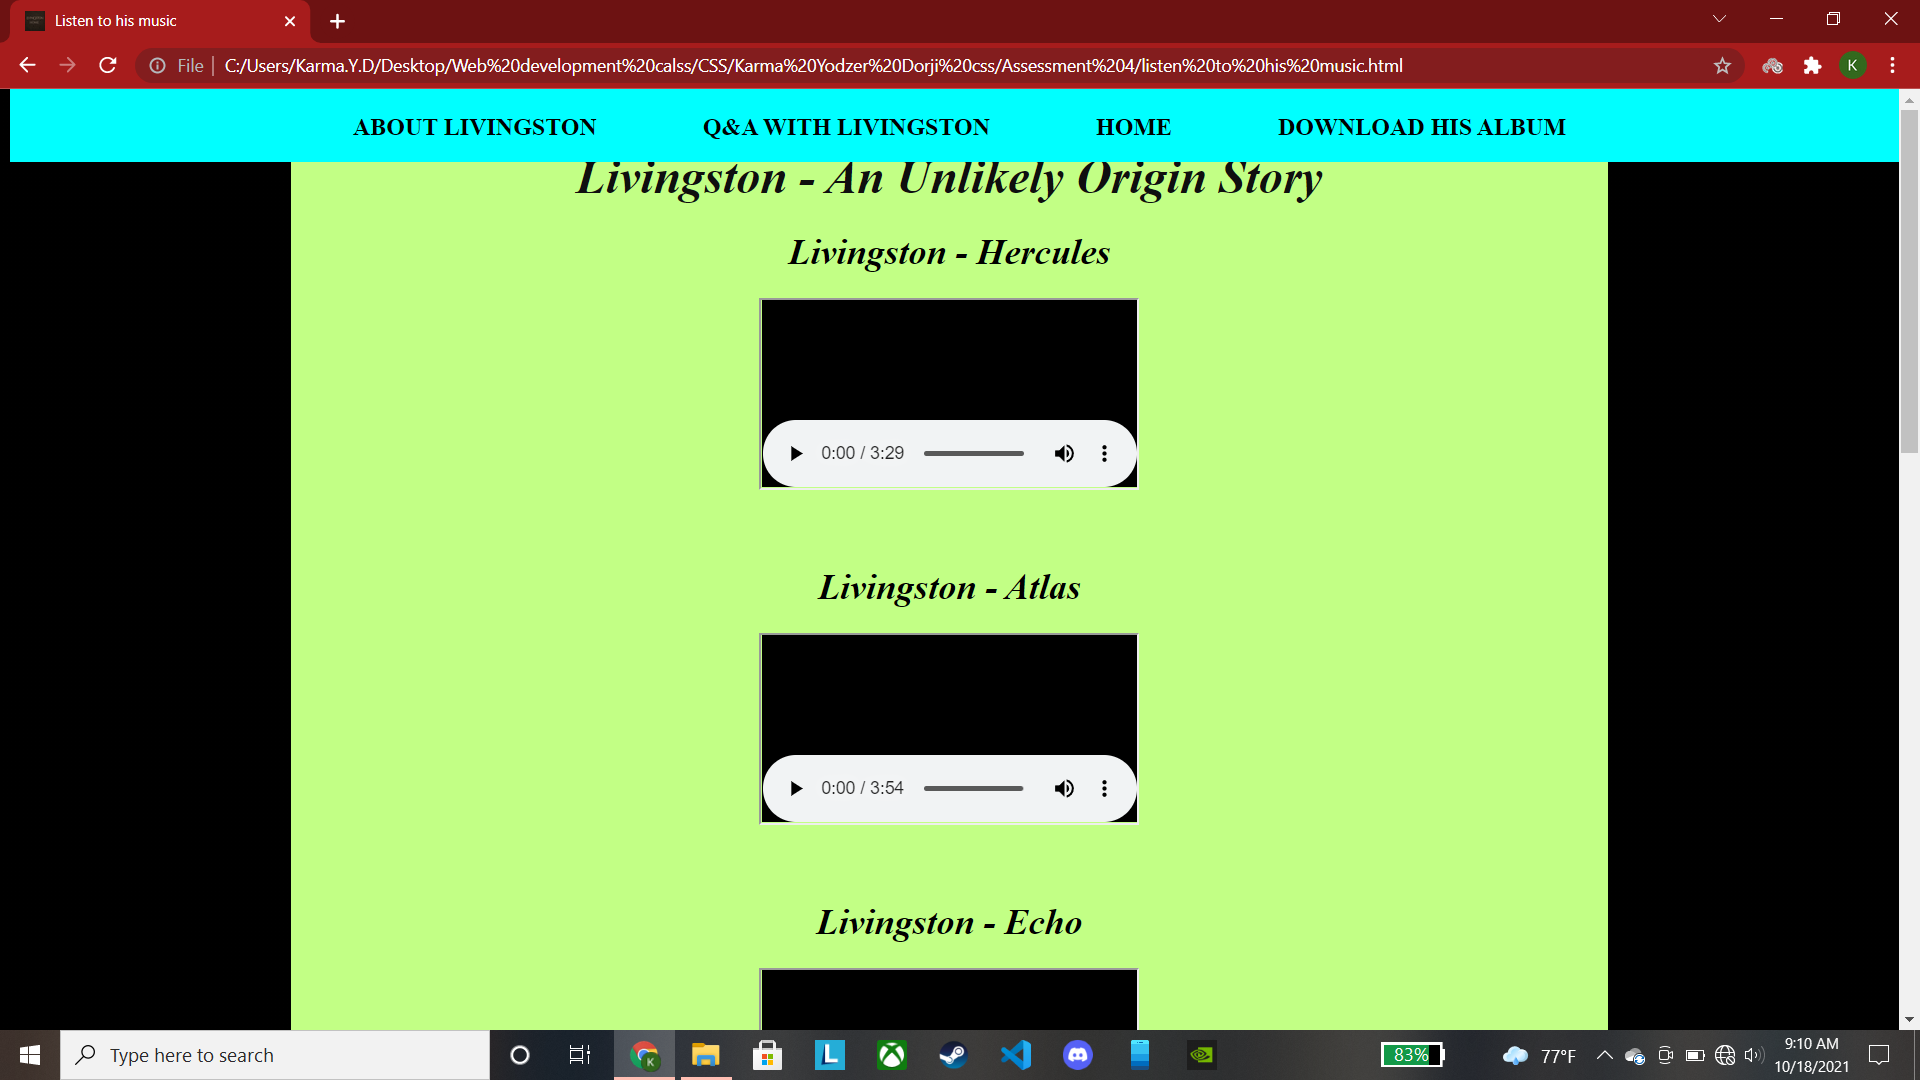 Listen to his music
File | C:/Users/Karma.Y.D/Desktop/Web%20development%20calss/CSS/Karma%20Yodzer%20Dorji%20css/Assessment%204/listen%20to%20his%20music.html
K
ABOUT LIVINGSTON Q&A WITH LIVINGSTON HOME DOWNLOAD HIS ALBUM
Livingston - An Unlikely Origin Story
Livingston - Hercules
0:00 / 3:29
Livingston - Atlas
0:00 / 3:54
Livingston - Echo
Type here to search
L
K
83%
77°F
9:10 AM
10/18/2021